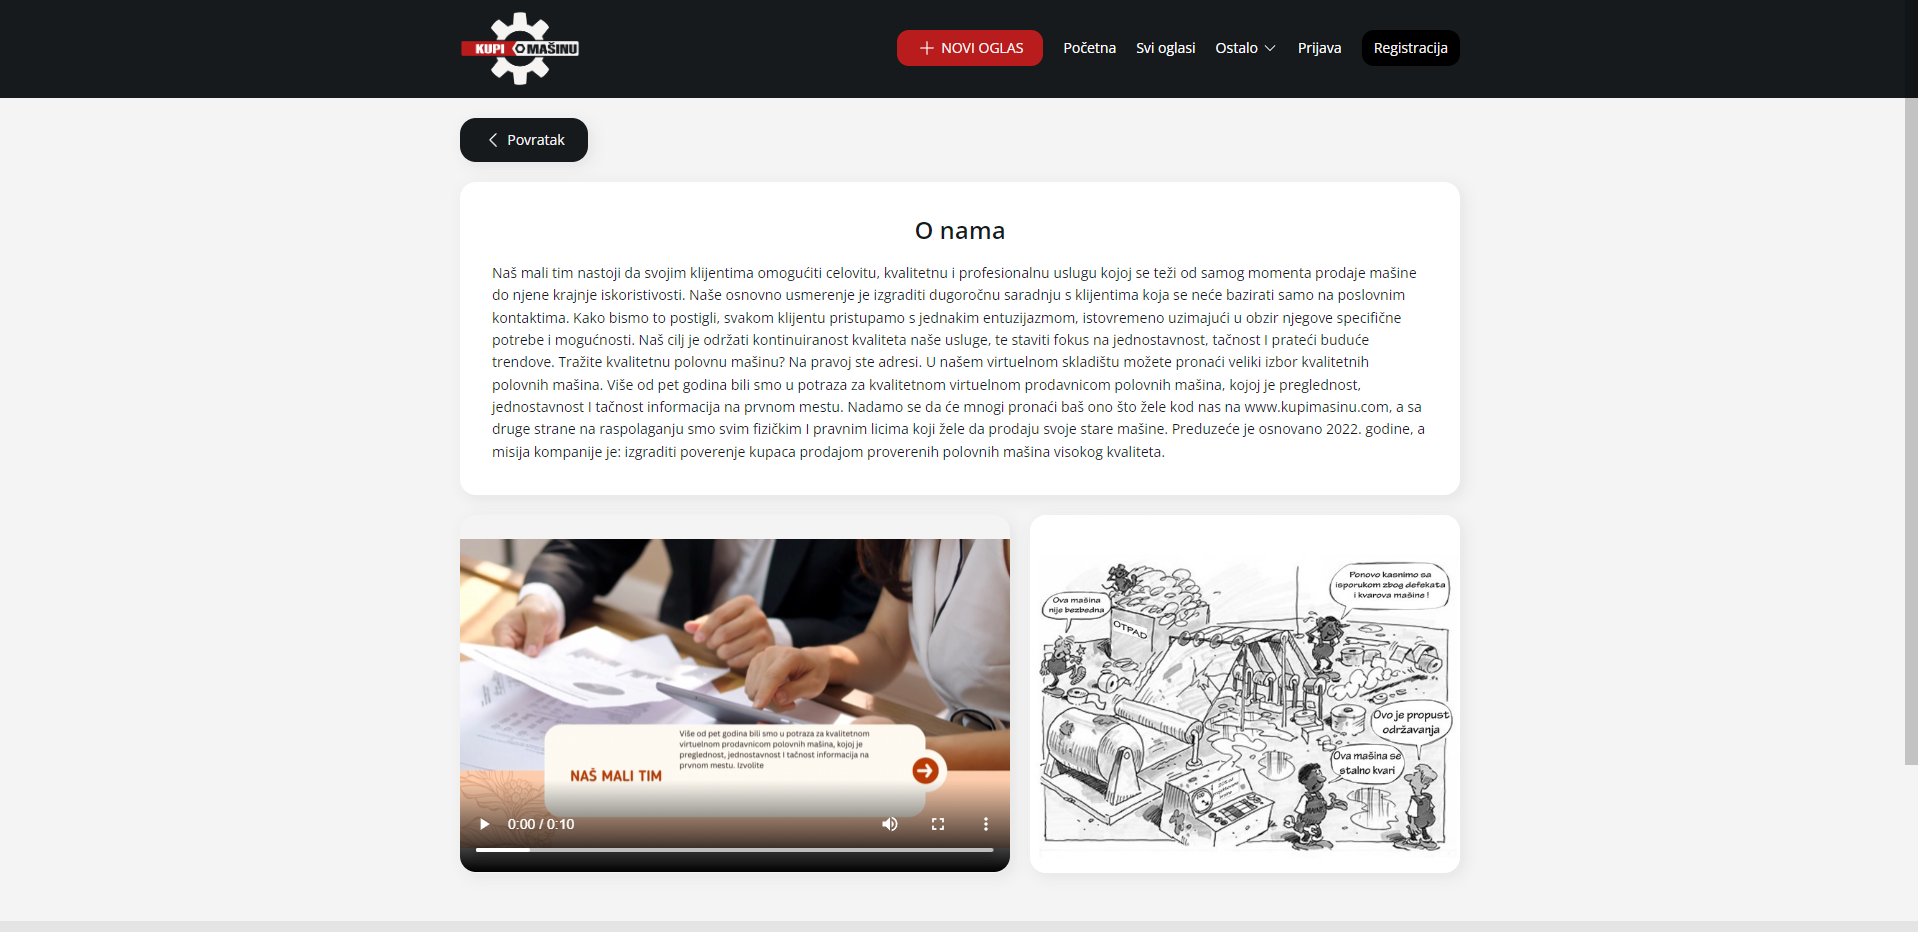 KUPI MAŠINU
NOVI OGLAS
Početna
Svi oglasi
Ostalo
Prijava
Registracija
Povratak
O nama
Naš mali tim nastoji da svojim klijentima omogućiti celovitu, kvalitetnu i profesionalnu uslugu kojoj se teži od samog momenta prodaje mašine
do njene krajnje iskoristivosti. Naše osnovno usmerenje je izgraditi dugoročnu saradnju s klijentima koja se neće bazirati samo na poslovnim
kontaktima. Kako bismo to postigli, svakom klijentu pristupamo s jednakim entuzijazmom, istovremeno uzimajući u obzir njegove specifične
potrebe i mogućnosti. Naš cilj je održati kontinuiranost kvaliteta naše usluge, te staviti fokus na jednostavnost, tačnost I prateći buduće
trendove. Tražite kvalitetnu polovnu mašinu? Na pravoj ste adresi. U našem virtuelnom skladištu možete pronaći veliki izbor kvalitetnih
polovnih mašina. Više od pet godina bili smo u potraza za kvalitetnom virtuelnom prodavnicom polovnih mašina, kojoj je preglednost,
jednostavnost I tačnost informacija na prvnom mestu. Nadamo se da će mnogi pronaći baš ono što žele kod nas na www.kupimasinu.com, a sa
druge strane na raspolaganju smo svim fizičkim I pravnim licima koji žele da prodaju svoje stare mašine. Preduzeće je osnovano 2022. godine, a
misija kompanije je: izgraditi poverenje kupaca prodajom proverenih polovnih mašina visokog kvaliteta.
Više od pet godina bili smo u potraza za kvalitetnom
virtuelnom prodavnicom polovnih mašina, kojoj je
preglednost, jednostavnost I tačnost informacija na
prvnom mestu. Izvolite
NAŠ MALI TIM
0:00 / 0:10
Ponovo kasnimo sa
isporukom zbog defekata
i kvarova mašine !
Ova mašina
nije bezbedna
OTPAD
Ovo je propust
održavanja
Ova mašina se
stalno kvari